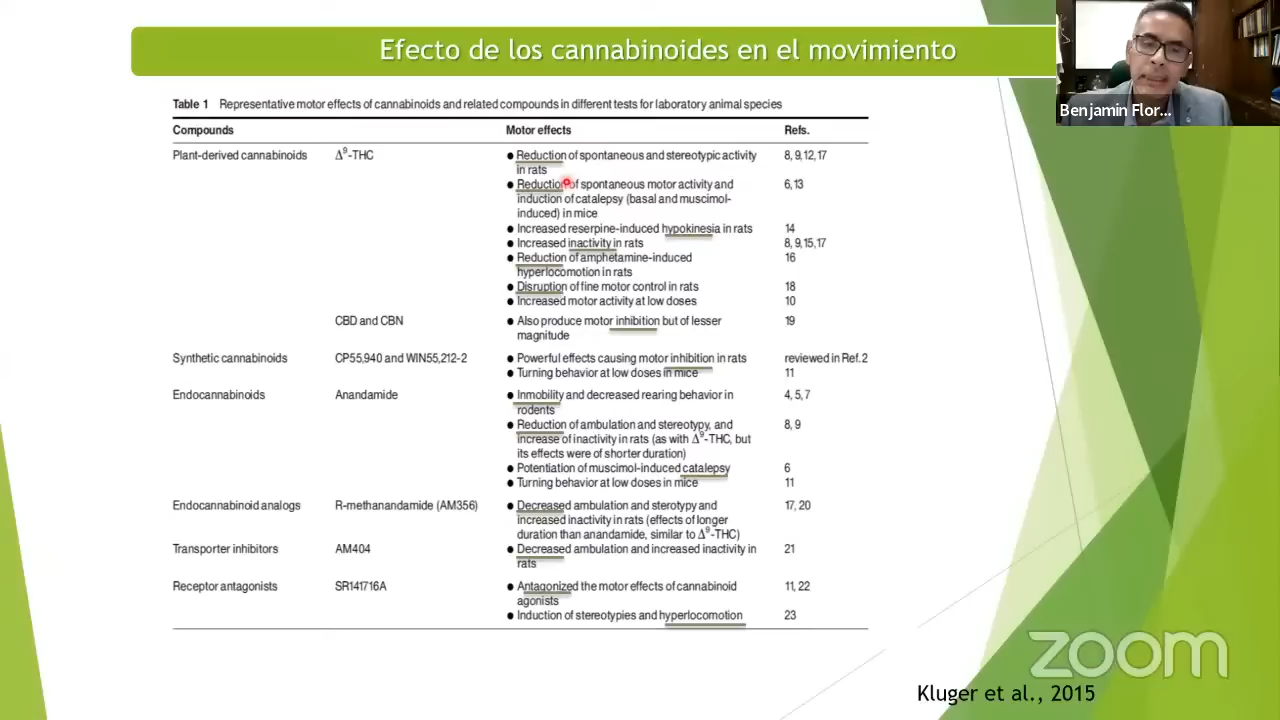 Efecto de los cannabinoides en el movimiento
Benjamín Flor...
Table 1 Representative motor effects of cannabinoids and related compounds in different tests for laboratory animal species
Compounds Motor effects Refs.
Plant-derived cannabinoids Δ⁹-THC ● Reduction of spontaneous and stereotypic activity 8, 9, 12, 17
in rats
● Reduction of spontaneous motor activity and 6, 13
induction of catalepsy (basal and muscimol-
induced) in mice
● Increased reserpine-induced hypokinesia in rats 14
● Increased inactivity in rats 8, 9, 15, 17
● Reduction of amphetamine-induced 16
hyperlocomotion in rats
● Disruption of fine motor control in rats 18
● Increased motor activity at low doses 10
CBD and CBN ● Also produce motor inhibition but of lesser 19
magnitude
Synthetic cannabinoids CP55,940 and WIN55,212-2 ● Powerful effects causing motor inhibition in rats reviewed in Ref. 2
● Turning behavior at low doses in mice 11
Endocannabinoids Anandamide ● Inmobility and decreased rearing behavior in 4, 5, 7
rodents
● Reduction of ambulation and stereotypy, and 8, 9
increase of inactivity in rats (as with Δ⁹-THC, but
its effects were of shorter duration)
● Potentiation of muscimol-induced catalepsy 6
● Turning behavior at low doses in mice 11
Endocannabinoid analogs R-methanandamide (AM356) ● Decreased ambulation and sterotypy and 17, 20
increased inactivity in rats (effects of longer
duration than anandamide, similar to Δ⁹-THC)
Transporter inhibitors AM404 ● Decreased ambulation and increased inactivity in 21
rats
Receptor antagonists SR141716A ● Antagonized the motor effects of cannabinoid 11, 22
agonists
● Induction of stereotypies and hyperlocomotion 23
zoom
Kluger et al., 2015